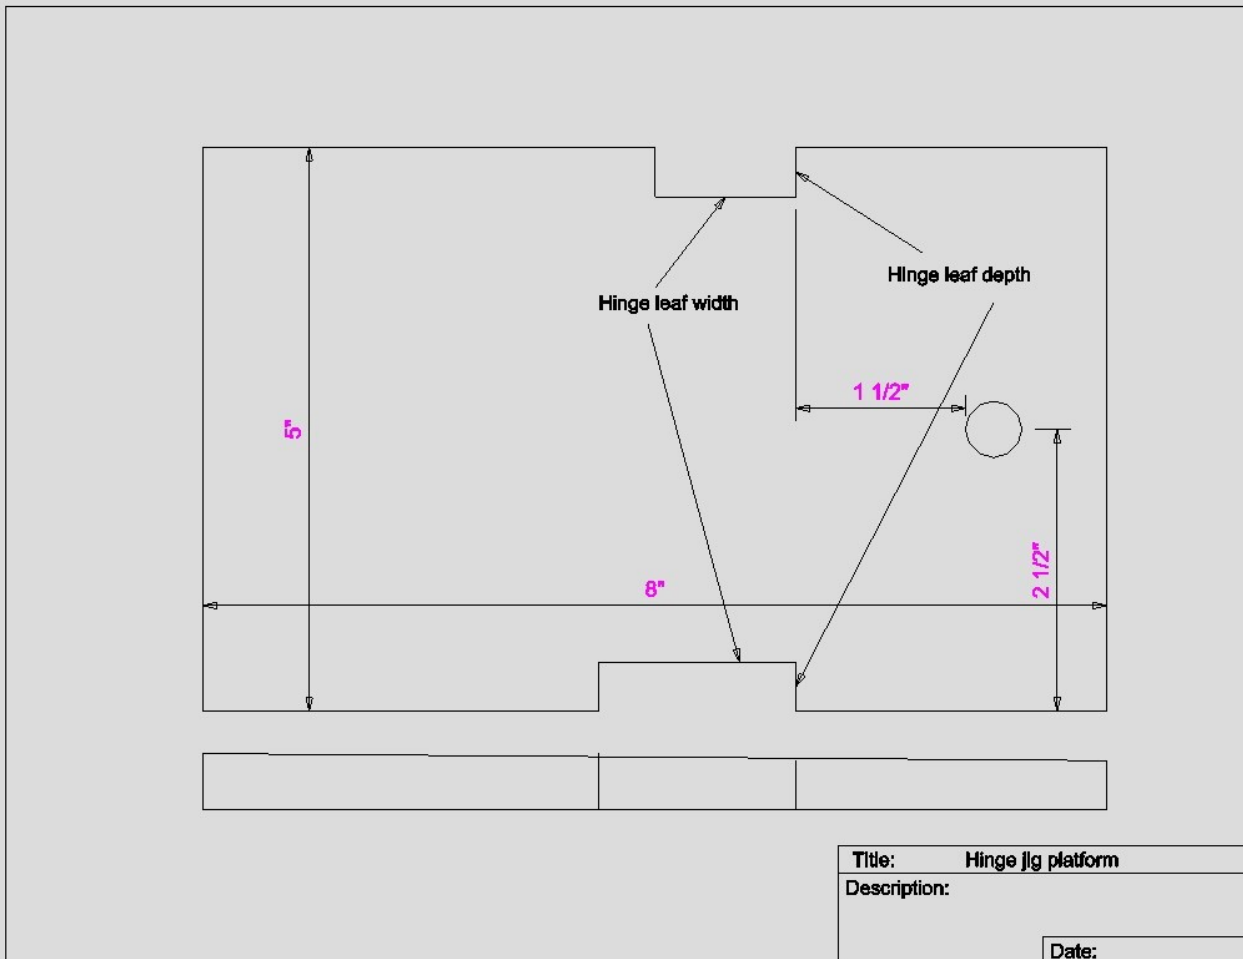 Hinge leaf depth
Hinge leaf width
1 1/2"
5"
2 1/2"
8"
Title: Hinge jig platform
Description:
Date: